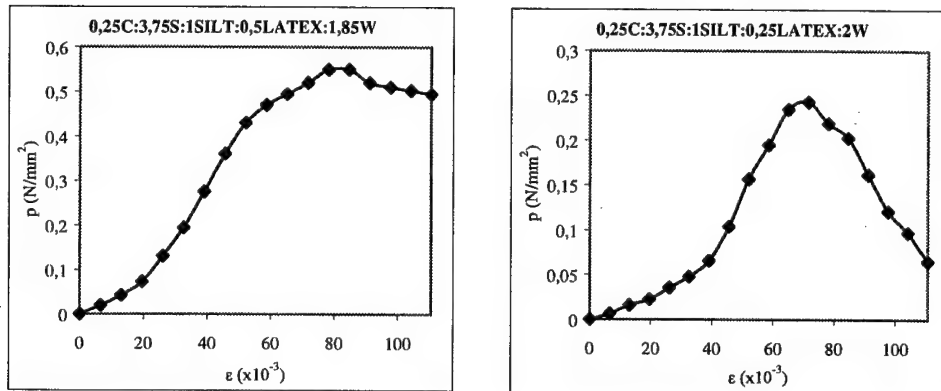 0,25C:3,75S:1SILT:0,5LATEX:1,85W
p (N/mm²)
0,6
0,5
0,4
0,3
0,2
0,1
0
0 20 40 60 80 100
ε (x10⁻³)
0,25C:3,75S:1SILT:0,25LATEX:2W
p (N/mm²)
0,3
0,25
0,2
0,15
0,1
0,05
0
0 20 40 60 80 100
ε (x10⁻³)